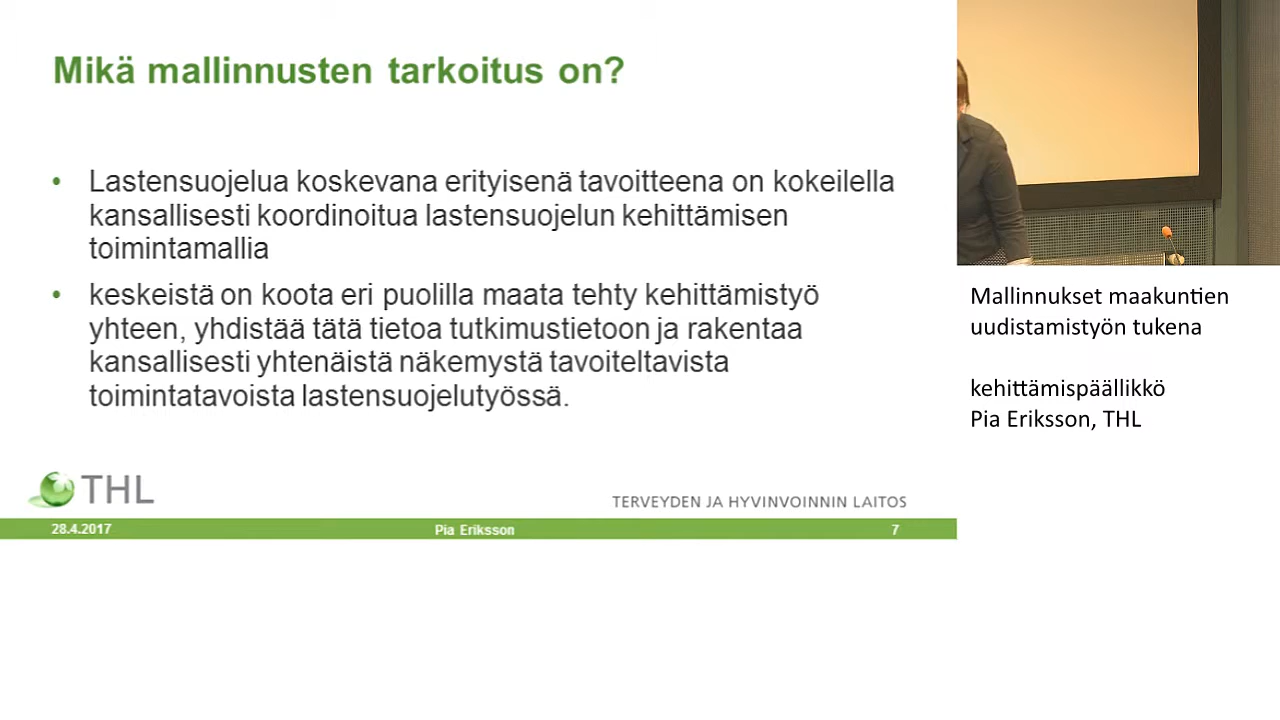 Mikä mallinnusten tarkoitus on?
• Lastensuojelua koskevana erityisenä tavoitteena on kokeilella
kansallisesti koordinoitua lastensuojelun kehittämisen
toimintamallia
• keskeistä on koota eri puolilla maata tehty kehittämistyö
yhteen, yhdistää tätä tietoa tutkimustietoon ja rakentaa
kansallisesti yhtenäistä näkemystä tavoiteltavista
toimintatavoista lastensuojelutyössä.
THL
TERVEYDEN JA HYVINVOINNIN LAITOS
28.4.2017 Pia Eriksson 7
Mallinnukset maakuntien
uudistamistyön tukena
kehittämispäällikkö
Pia Eriksson, THL